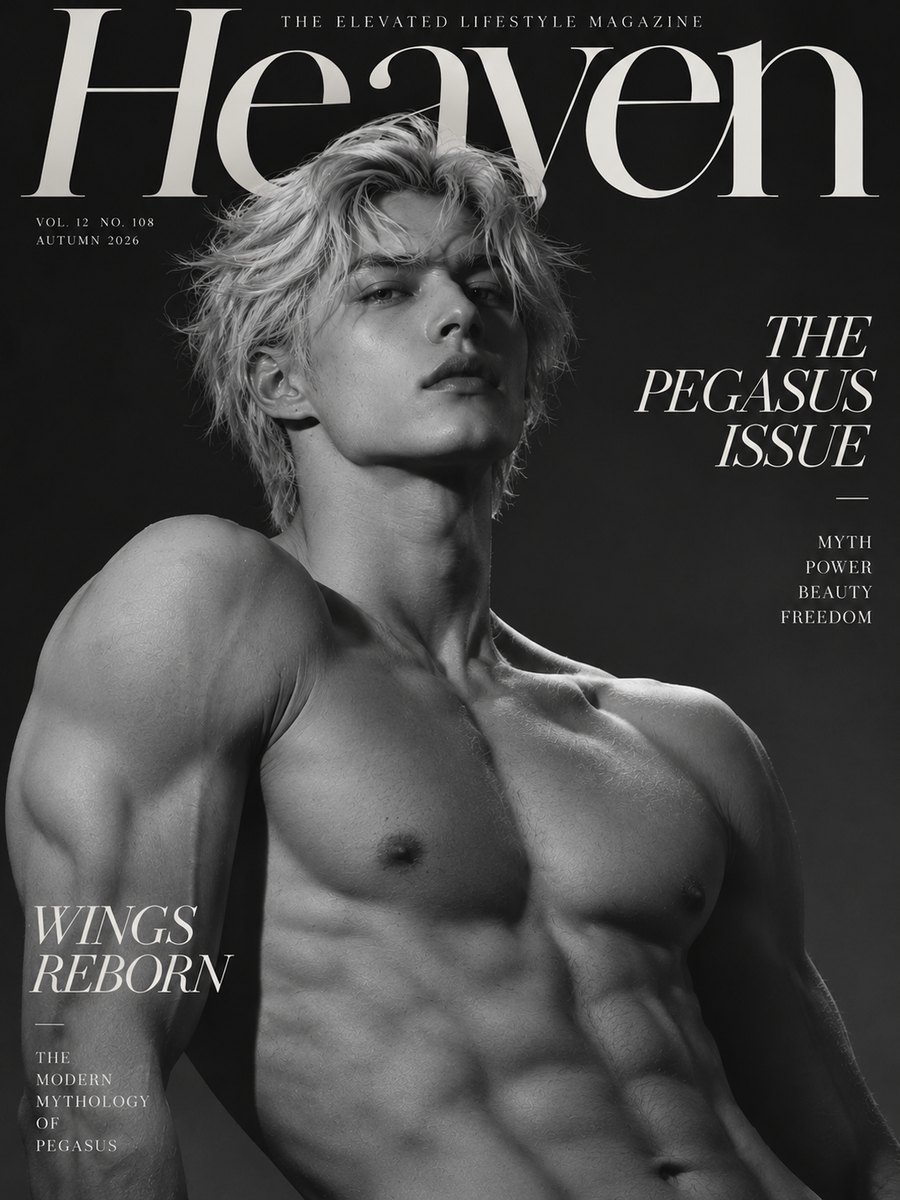 THE ELEVATED LIFESTYLE MAGAZINE
Heaven
VOL. 12 NO. 108
AUTUMN 2026
THE
PEGASUS
ISSUE
MYTH
POWER
BEAUTY
FREEDOM
WINGS
REBORN
THE
MODERN
MYTHOLOGY
OF
PEGASUS